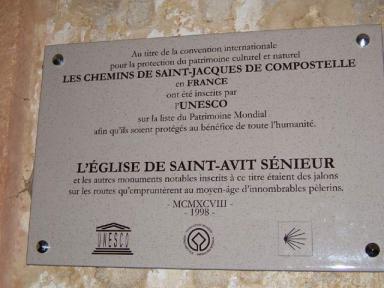 Au titre de la convention internationale
pour la protection du patrimoine culturel et naturel
LES CHEMINS DE SAINT-JACQUES DE COMPOSTELLE
en FRANCE
ont été inscrits par
l'UNESCO
sur la liste du Patrimoine Mondial
afin qu'ils soient protégés au bénéfice de toute l'humanité.
L'ÉGLISE DE SAINT-AVIT SÉNIEUR
et les autres monuments notables inscrits à ce titre étaient des jalons
sur les routes qu'empruntèrent au moyen-âge d'innombrables pèlerins.
- MCMXCVIII -
- 1998 -
UNESCO